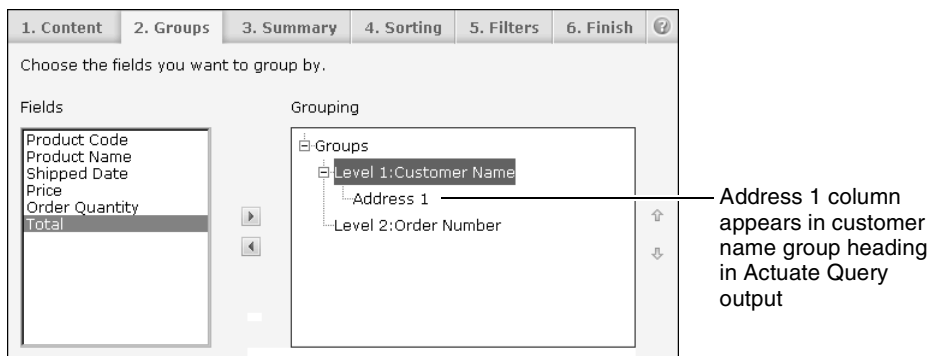 1. Content 2. Groups 3. Summary 4. Sorting 5. Filters 6. Finish ?
Choose the fields you want to group by.
Fields
Grouping
Product Code
Product Name
Shipped Date
Price
Order Quantity
Total
Groups
Level 1:Customer Name
Address 1
Level 2:Order Number
Address 1 column
appears in customer
name group heading
in Actuate Query
output